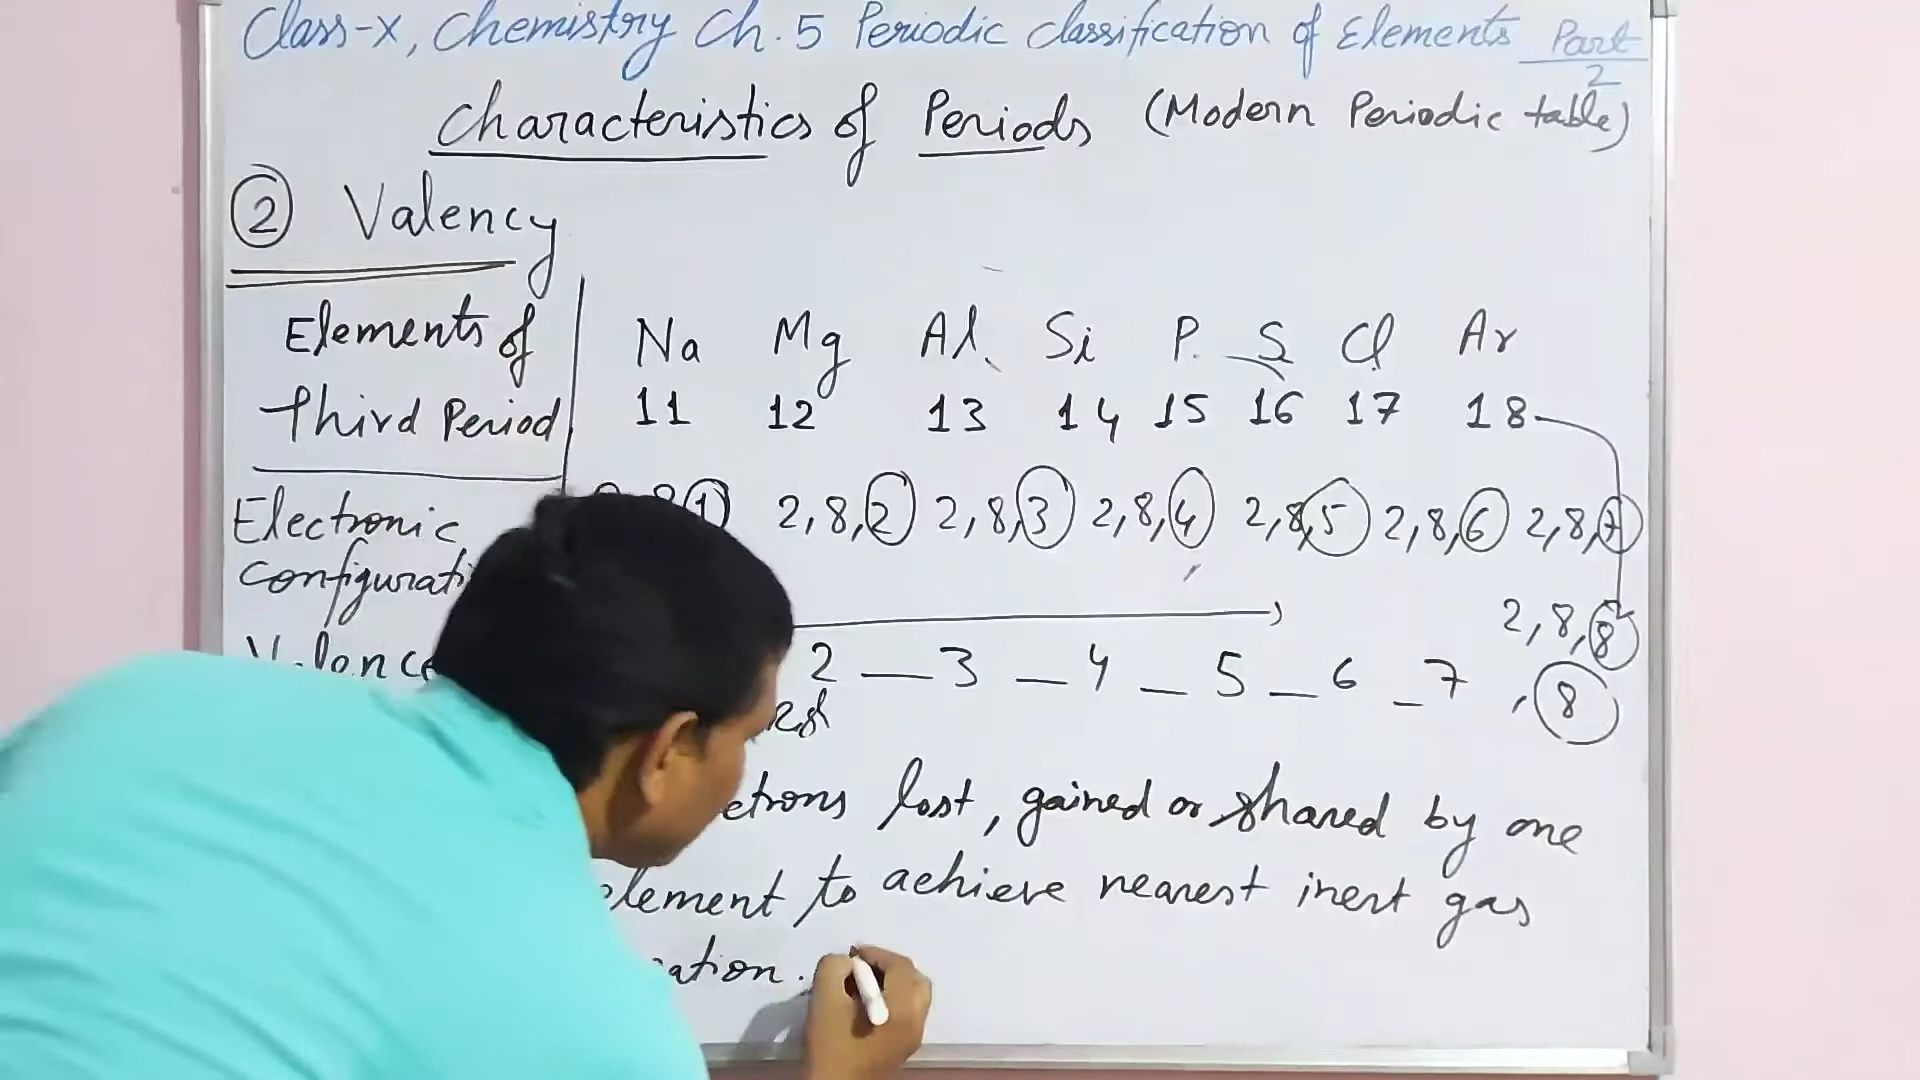 Class-X, Chemistry Ch. 5 Periodic classification of Elements Part
2
Characteristics of Periods (Modern Periodic table)
② Valency
Elements of
Third Period
Na Mg Al Si P. S Cl Ar
11 12 13 14 15 16 17 18
Electronic
1 2,8,2 2,8,3 2,8,4 2,8,5 2,8,6 2,8,7
2,8,8
2 — 3 — 4 — 5 — 6 — 7, 8
lost, gained or shared by one
element to achieve nearest inert gas